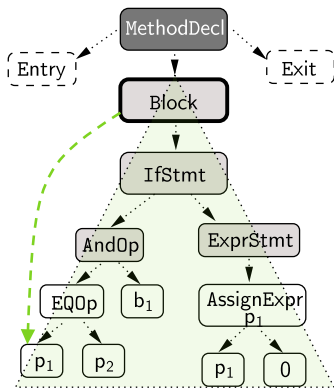 MethodDecl
Entry
Exit
Block
IfStmt
AndOp
ExprStmt
EQOp
b₁
AssignExpr
p₁
p₁
p₂
p₁
0